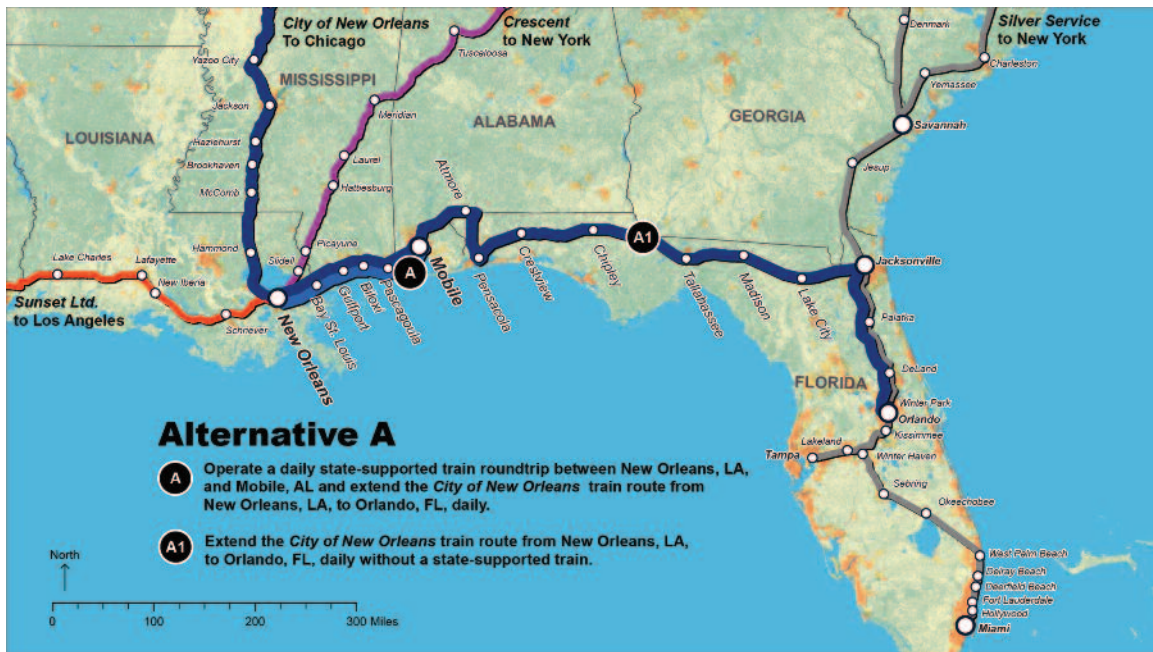 City of New Orleans
To Chicago
Crescent
to New York
Silver Service
to New York
Denmark
Yazoo City
Tuscaloosa
Charleston
Yemassee
MISSISSIPPI
Jackson
Meridian
LOUISIANA
ALABAMA
GEORGIA
Savannah
Hazlehurst
Laurel
Brookhaven
Jesup
McComb
Hattiesburg
Atmore
Hammond
Picayune
A1
Slidell
Lake Charles
Lafayette
New Iberia
A
Mobile
Pensacola
Crestview
Chipley
Tallahassee
Madison
Lake City
Jacksonville
Sunset Ltd.
to Los Angeles
Schriever
New Orleans
Bay St. Louis
Gulfport
Biloxi
Pascagoula
Palatka
FLORIDA
DeLand
Winter Park
Orlando
Kissimmee
Lakeland
Tampa
Winter Haven
Sebring
Okeechobee
West Palm Beach
Delray Beach
Deerfield Beach
Fort Lauderdale
Hollywood
Miami
Alternative A
A Operate a daily state-supported train roundtrip between New Orleans, LA,
and Mobile, AL and extend the City of New Orleans train route from
New Orleans, LA, to Orlando, FL, daily.
A1 Extend the City of New Orleans train route from New Orleans, LA,
to Orlando, FL, daily without a state-supported train.
North
0 100 200 300 Miles